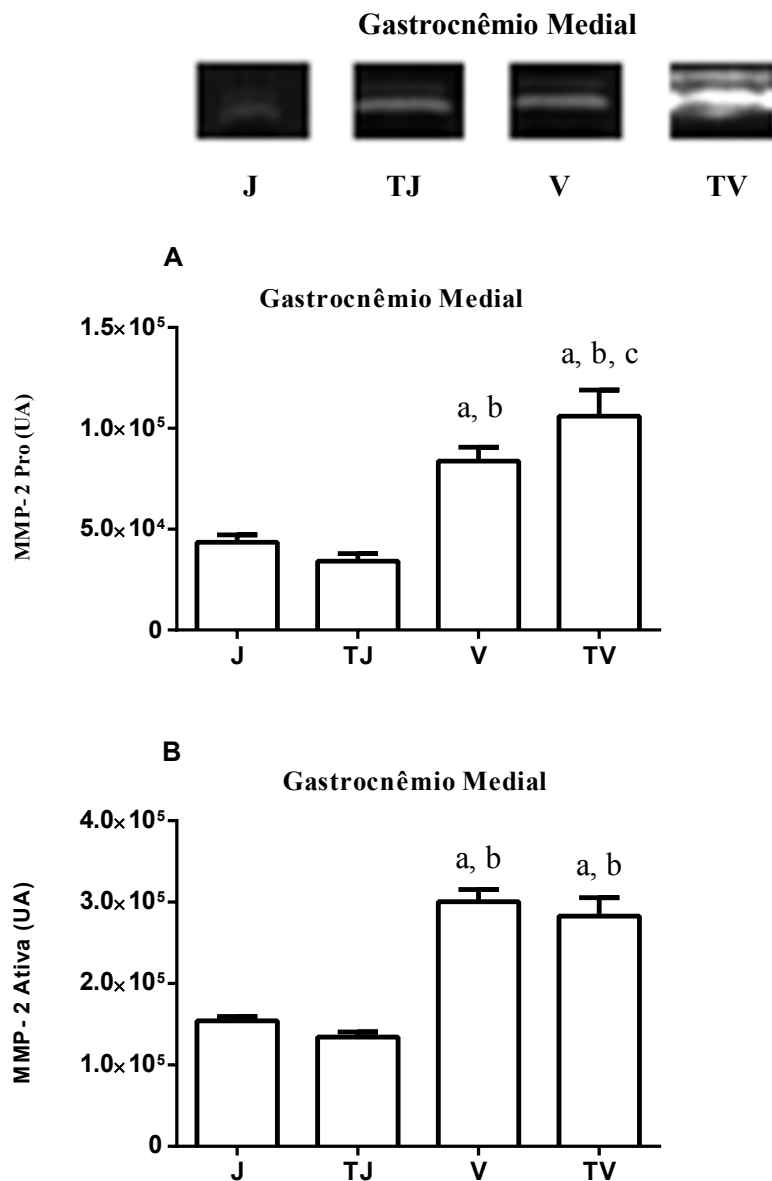 Gastrocnêmio Medial
J TJ V TV
A
Gastrocnêmio Medial
MMP-2 Pro (UA)
1.5×10⁵
1.0×10⁵
5.0×10⁴
0
a, b
a, b, c
J TJ V TV
B
Gastrocnêmio Medial
MMP-2 Ativa (UA)
4.0×10⁵
3.0×10⁵
2.0×10⁵
1.0×10⁵
0
a, b a, b
J TJ V TV